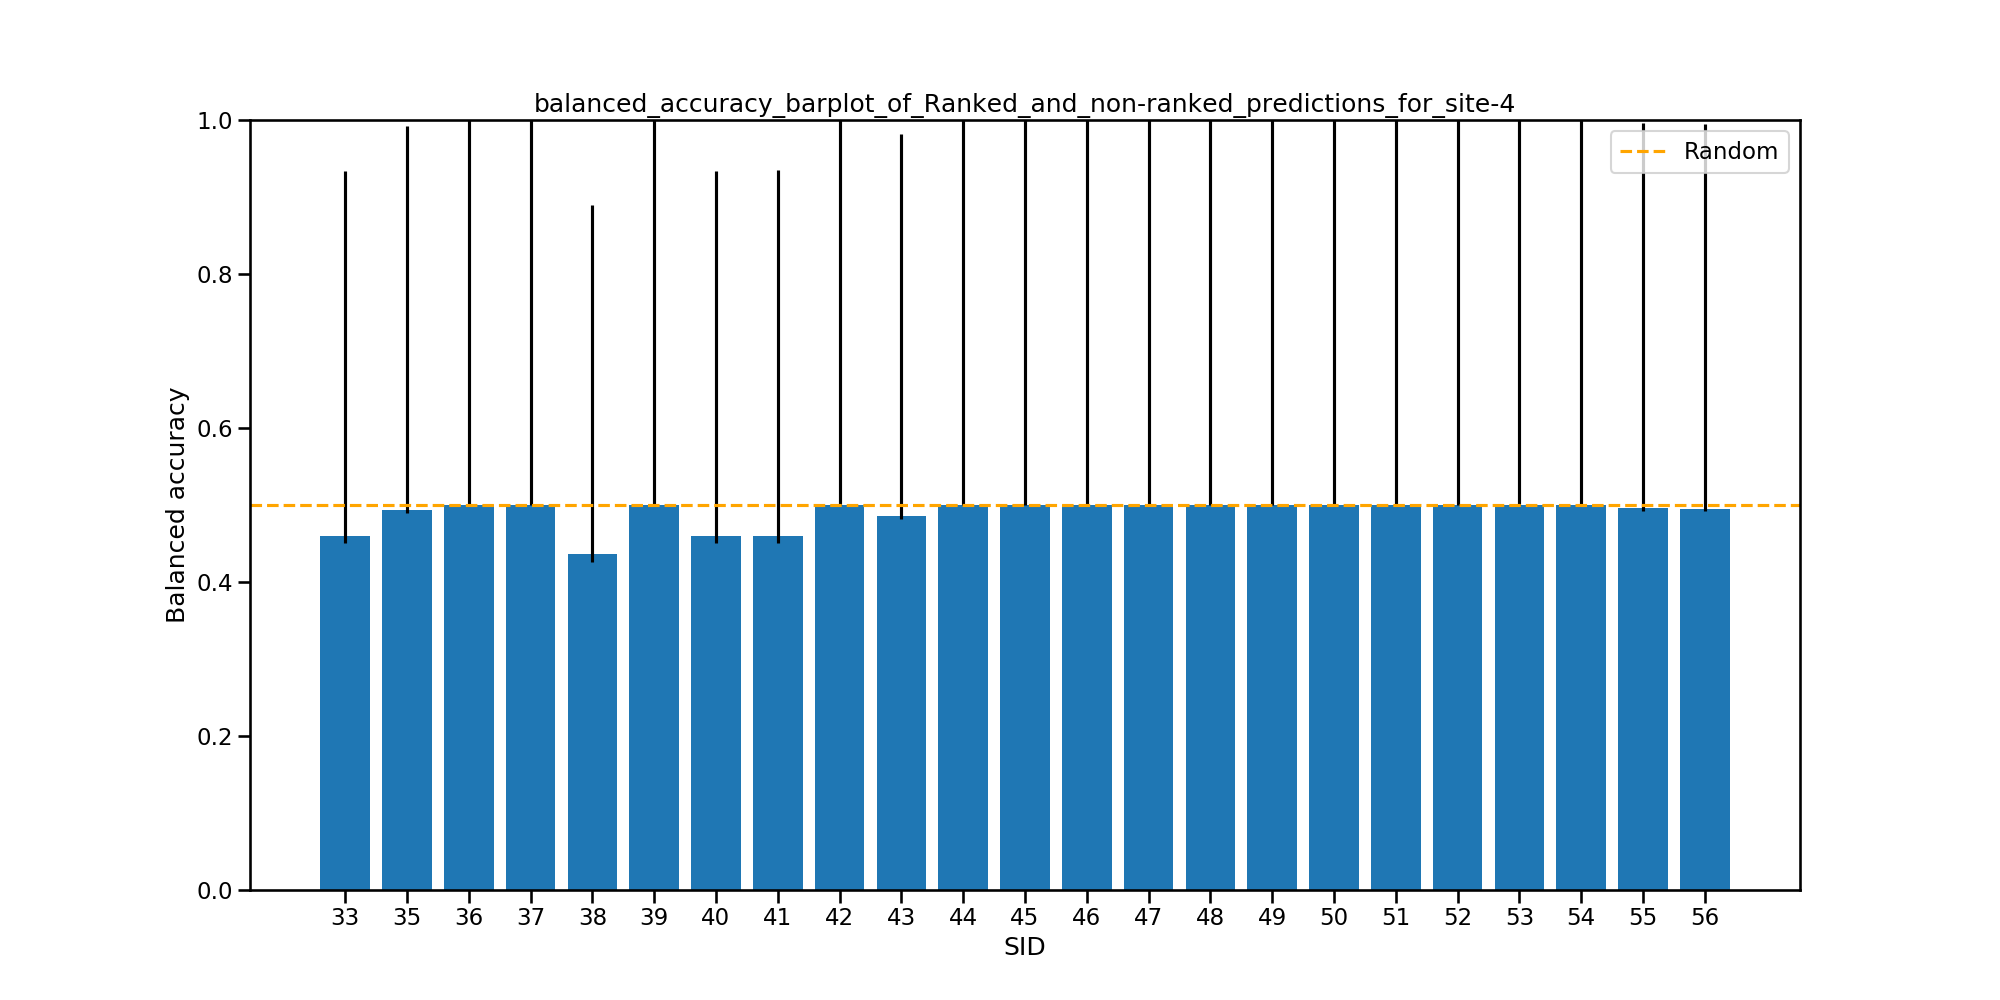 balanced_accuracy_barplot_of_Ranked_and_non-ranked_predictions_for_site-4
1.0
Random
0.8
0.6
Balanced accuracy
0.4
0.2
0.0
33 35 36 37 38 39 40 41 42 43 44 45 46 47 48 49 50 51 52 53 54 55 56
SID